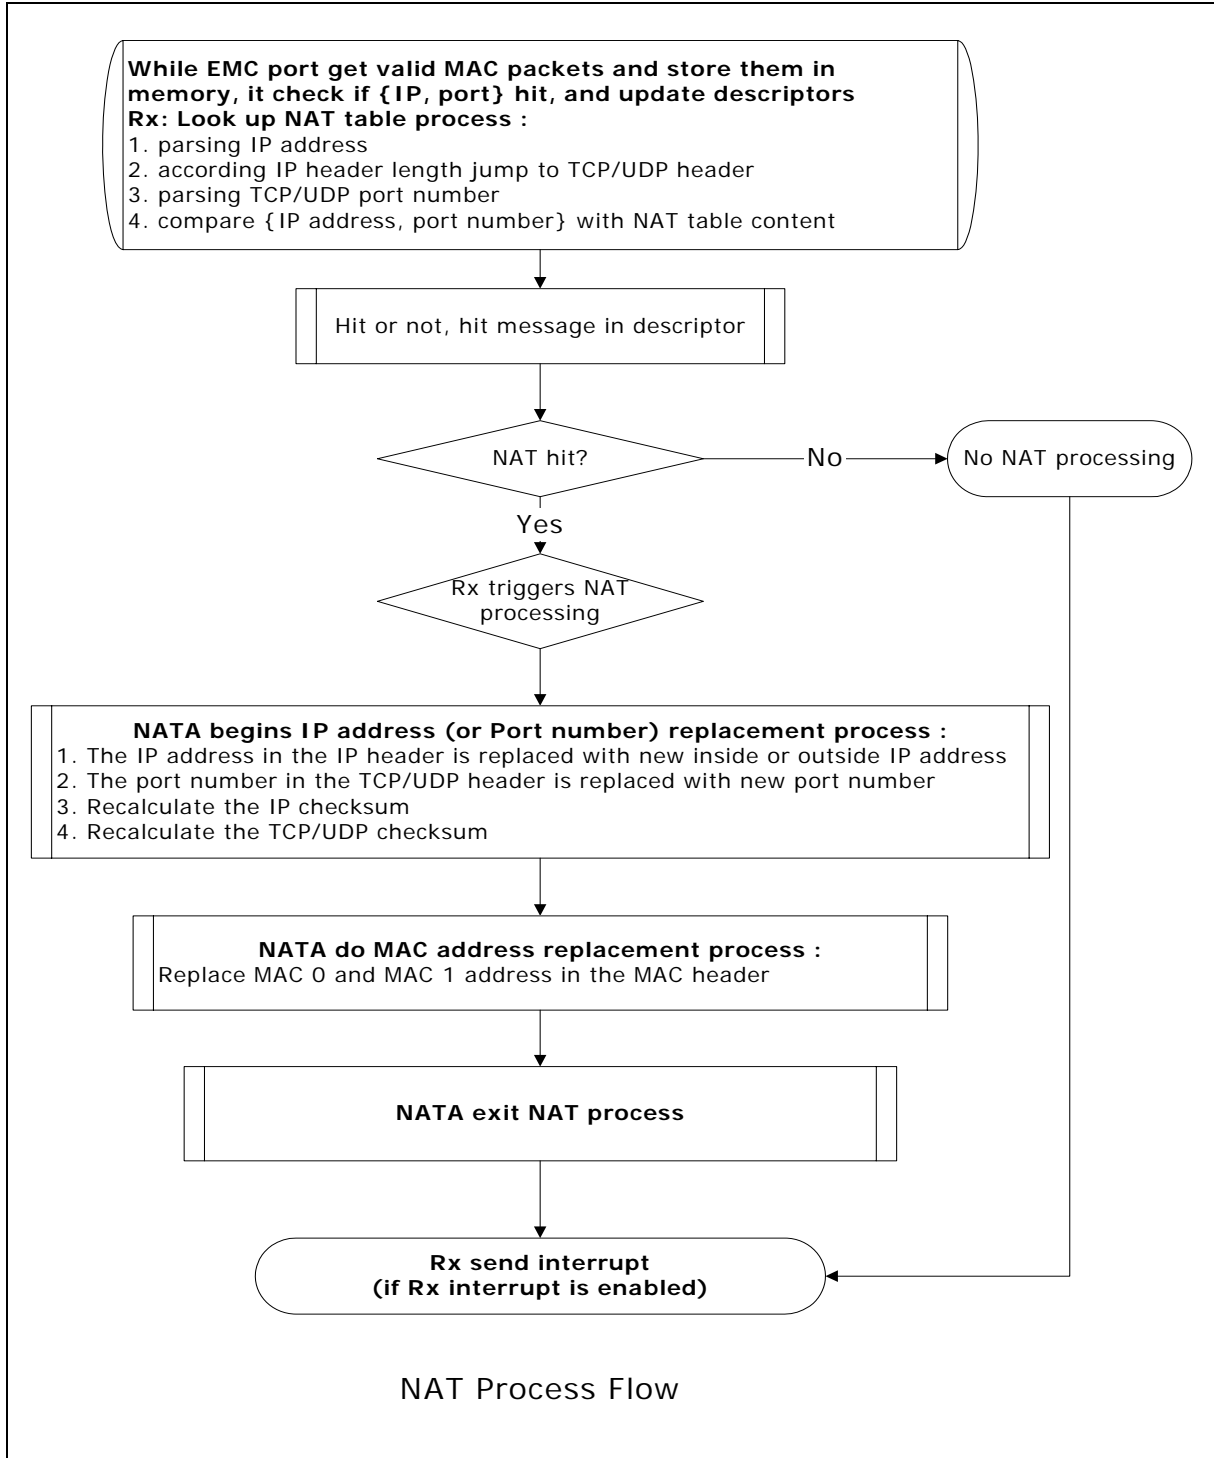 While EMC port get valid MAC packets and store them in
memory, it check if {IP, port} hit, and update descriptors
Rx: Look up NAT table process :
1. parsing IP address
2. according IP header length jump to TCP/UDP header
3. parsing TCP/UDP port number
4. compare {IP address, port number} with NAT table content
Hit or not, hit message in descriptor
NAT hit?
No
No NAT processing
Yes
Rx triggers NAT
processing
NATA begins IP address (or Port number) replacement process :
1. The IP address in the IP header is replaced with new inside or outside IP address
2. The port number in the TCP/UDP header is replaced with new port number
3. Recalculate the IP checksum
4. Recalculate the TCP/UDP checksum
NATA do MAC address replacement process :
Replace MAC 0 and MAC 1 address in the MAC header
NATA exit NAT process
Rx send interrupt
(if Rx interrupt is enabled)
NAT Process Flow